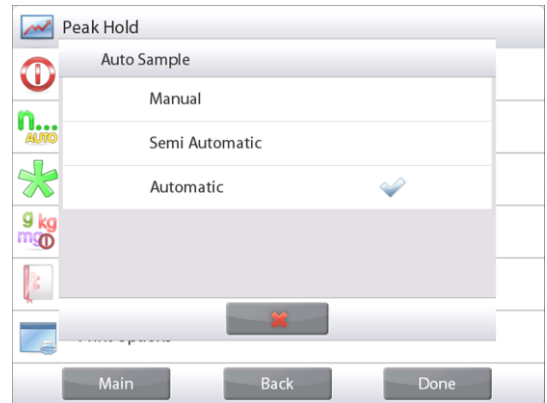 Peak Hold
Auto Sample
Manual
n...
AUTO
Semi Automatic
Automatic
g kg
mg
Main
Back
Done